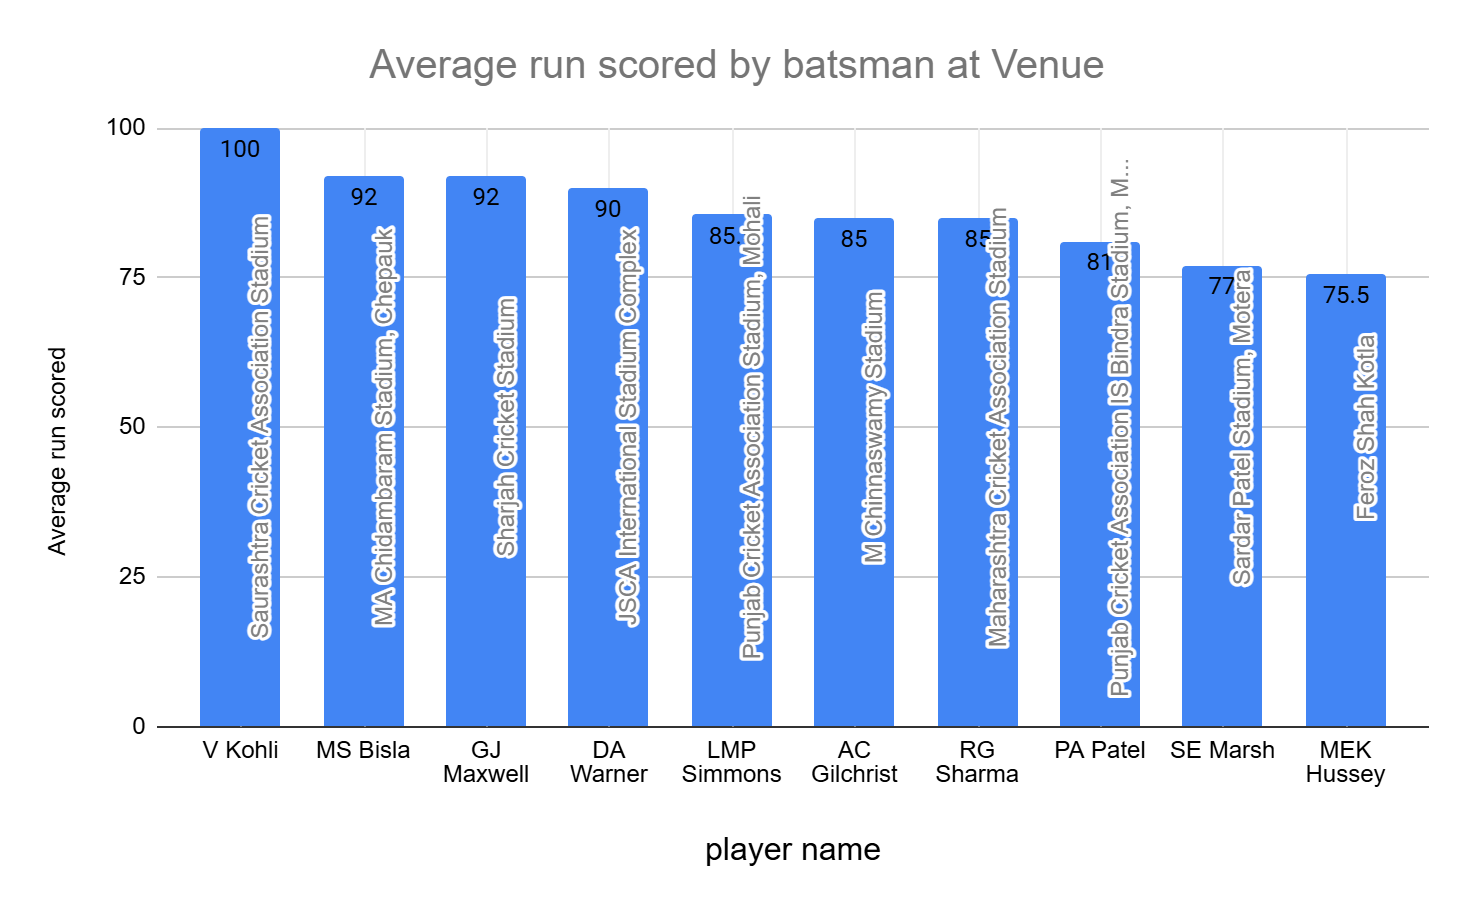 Average run scored by batsman at Venue
Average run scored
100
75
50
25
0
100
92
92
90
85.
85
85
81
77
75.5
Saurashtra Cricket Association Stadium
MA Chidambaram Stadium, Chepauk
Sharjah Cricket Stadium
JSCA International Stadium Complex
Punjab Cricket Association Stadium, Mohali
M Chinnaswamy Stadium
Maharashtra Cricket Association Stadium
Punjab Cricket Association IS Bindra Stadium, M...
Sardar Patel Stadium, Motera
Feroz Shah Kotla
V Kohli
MS Bisla
GJ
Maxwell
DA
Warner
LMP
Simmons
AC
Gilchrist
RG
Sharma
PA Patel
SE Marsh
MEK
Hussey
player name